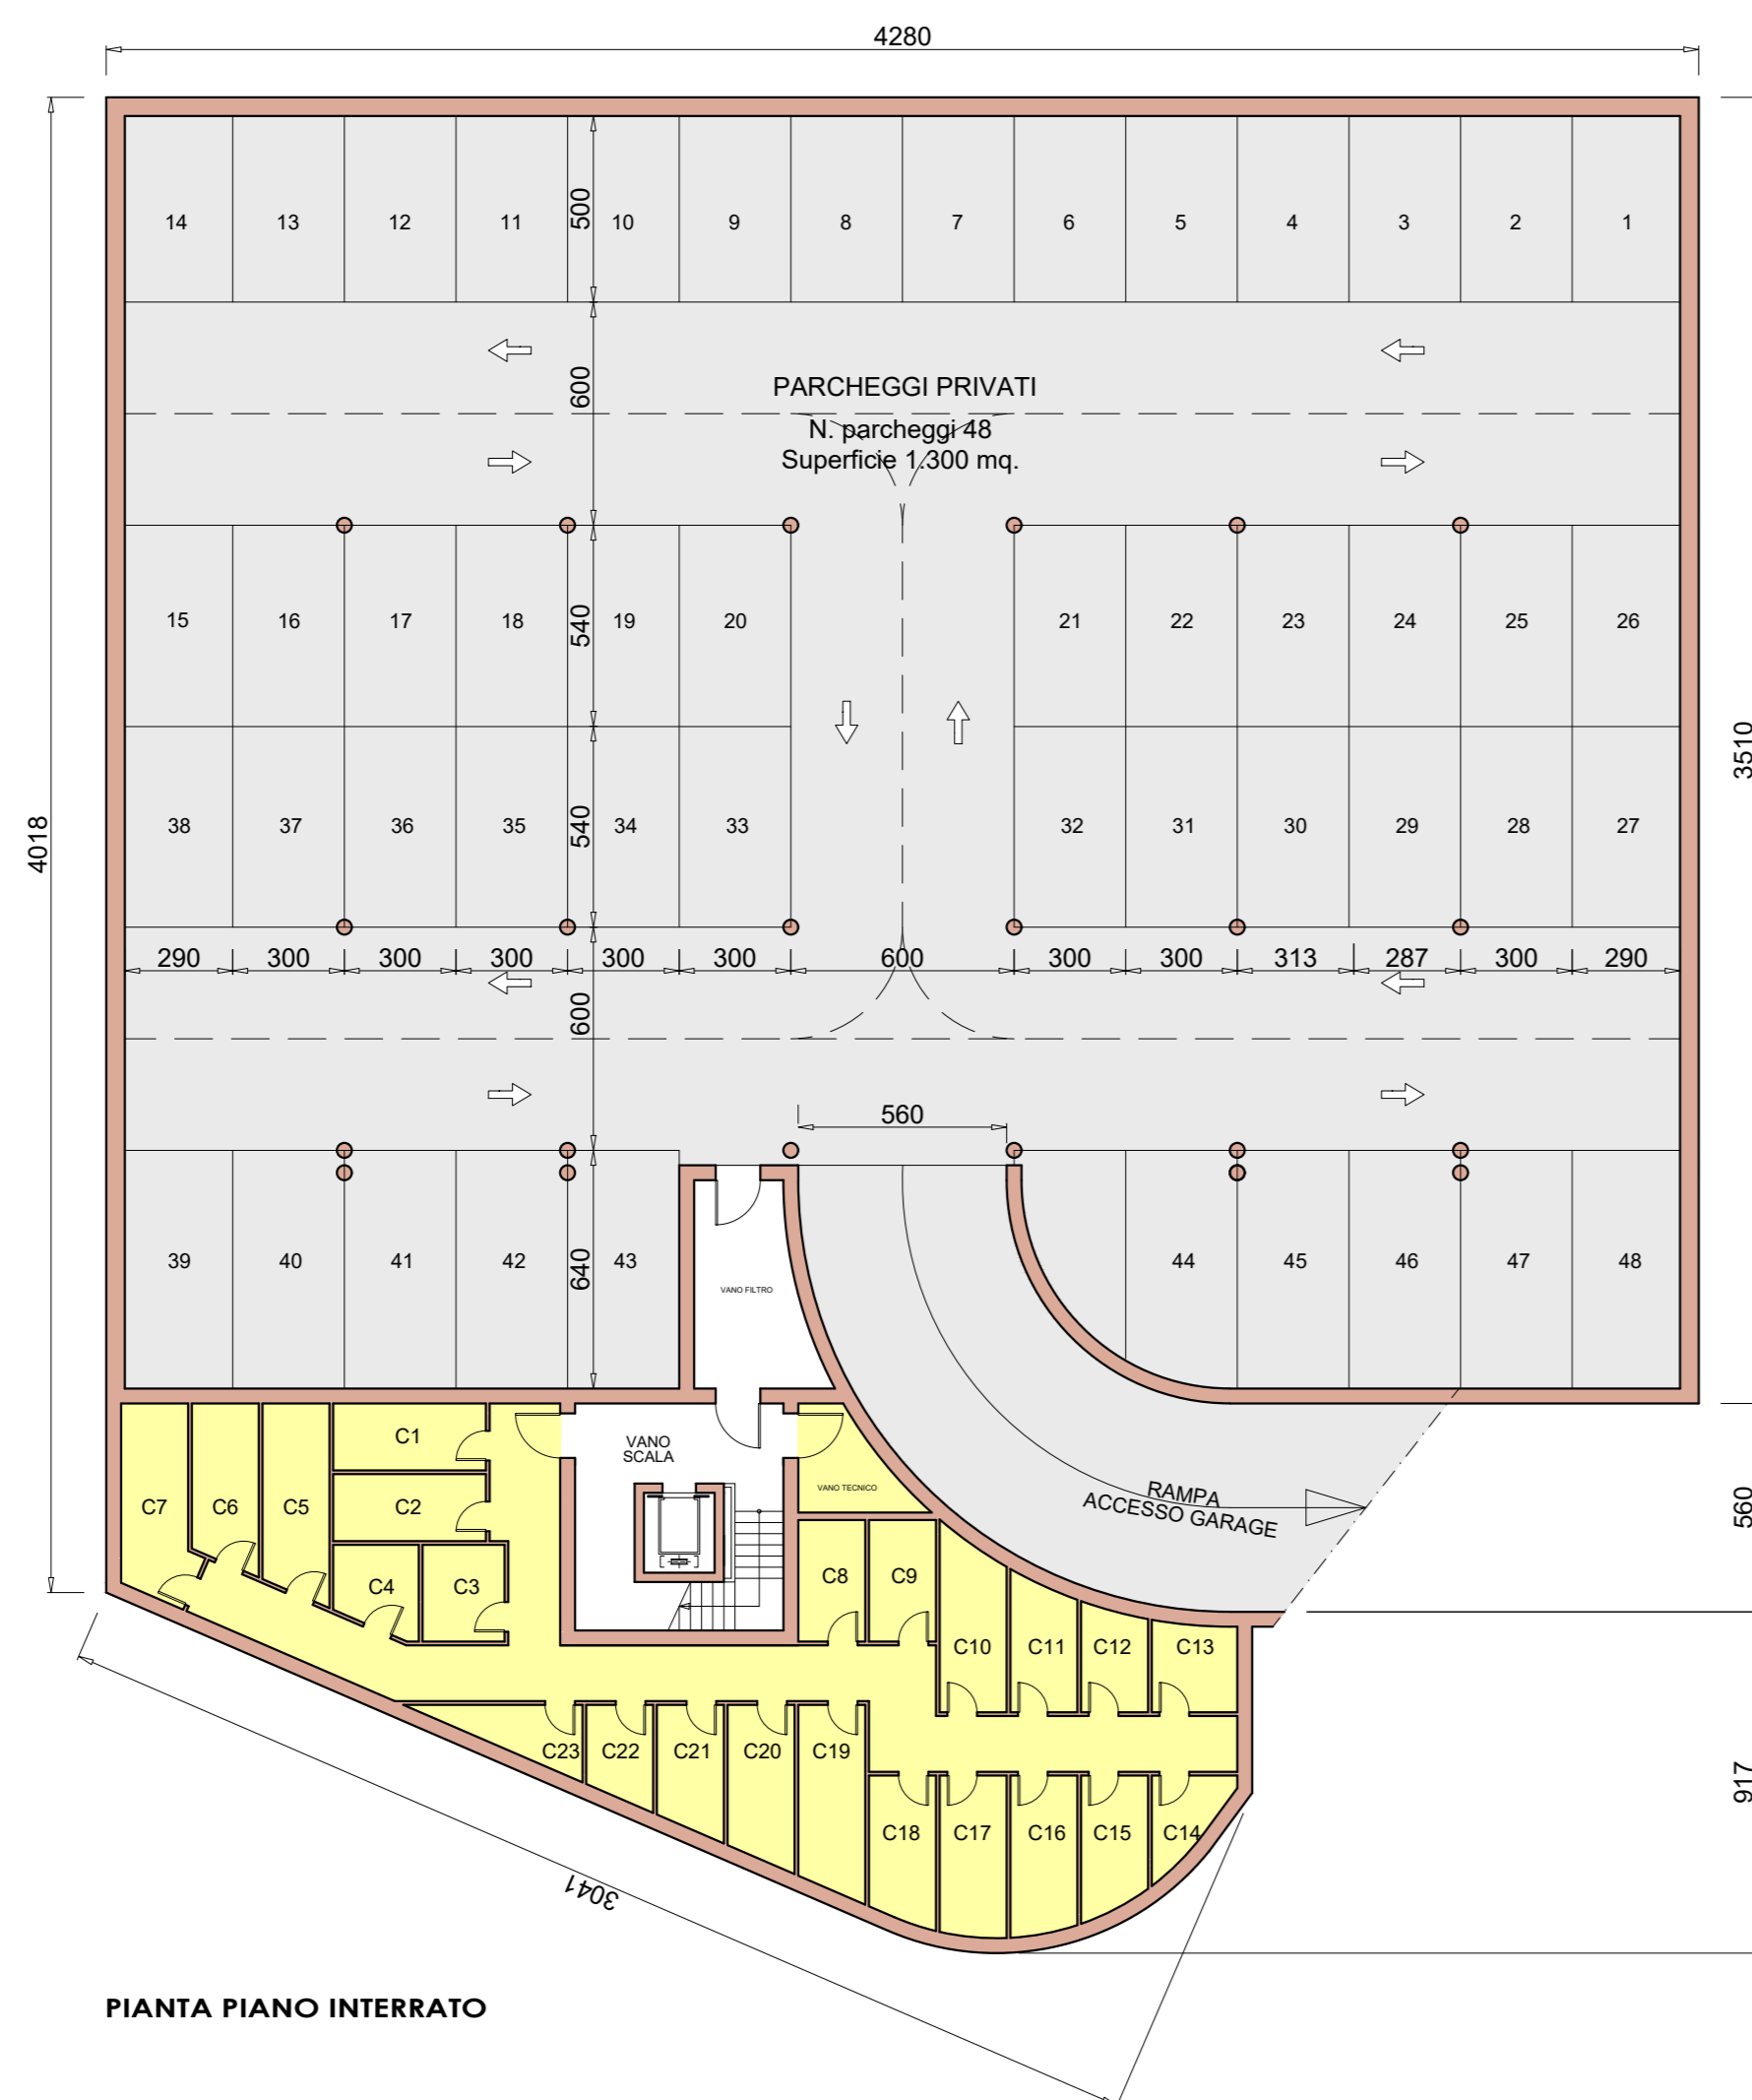 4280
14 13 12 11 500 10 9 8 7 6 5 4 3 2 1
600
PARCHEGGI PRIVATI
N. parcheggi 48
Superficie 1.300 mq.
15 16 17 18 540 19 20 21 22 23 24 25 26
3510
4018
38 37 36 35 540 34 33 32 31 30 29 28 27
290 300 300 300 300 300 600 300 300 313 287 300 290
600
560
39 40 41 42 640 43 44 45 46 47 48
VANO FILTRO
VANO
SCALA
VANO TECNICO
RAMPA
ACCESSO GARAGE
560
C1
C7 C6 C5 C2
C4 C3
C8 C9
C10 C11 C12 C13
C23 C22 C21 C20 C19
917
C18 C17 C16 C15 C14
3041
PIANTA PIANO INTERRATO